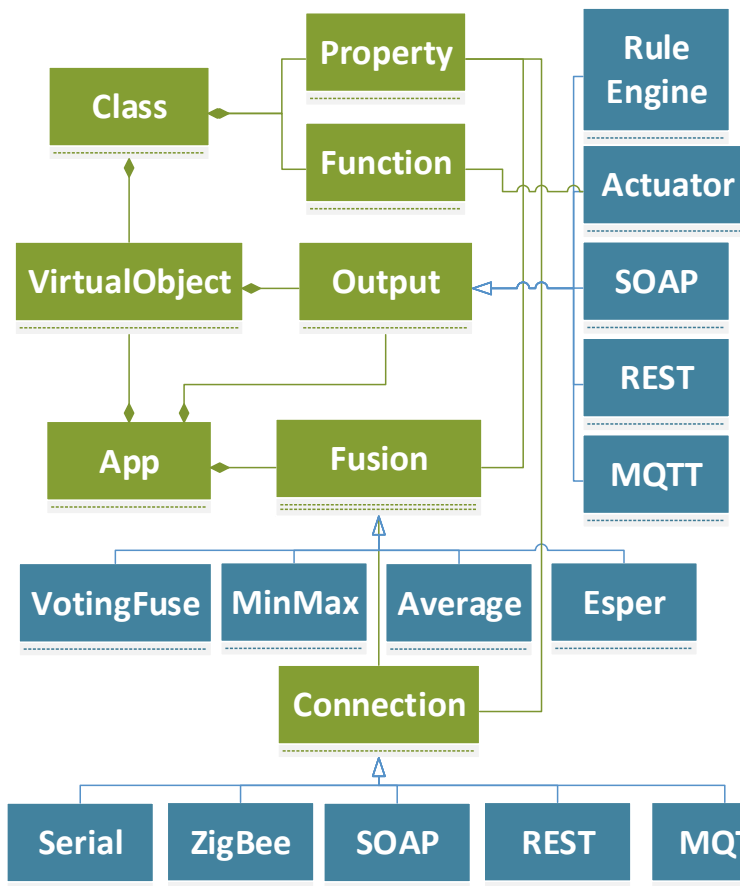 Property
Rule
Engine
Class
Function
Actuator
VirtualObject
Output
SOAP
REST
App
Fusion
MQTT
VotingFuse
MinMax
Average
Esper
Connection
Serial
ZigBee
SOAP
REST
MQT